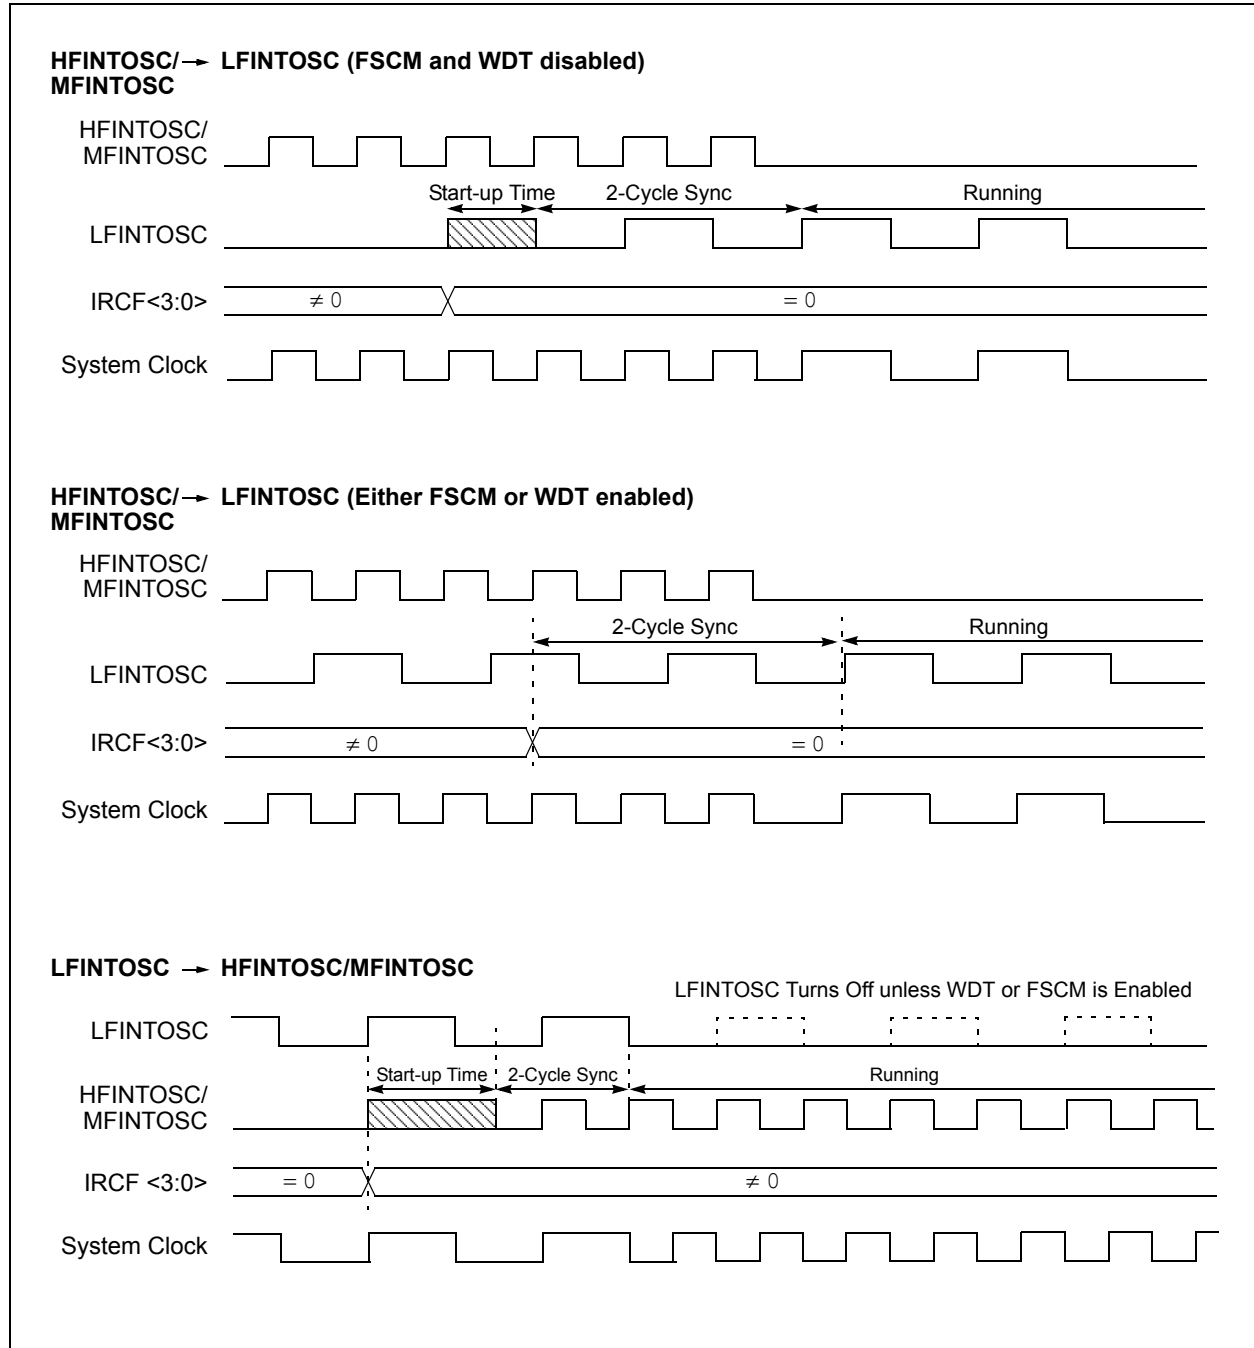 HFINTOSC/→ LFINTOSC (FSCM and WDT disabled)
MFINTOSC
HFINTOSC/
MFINTOSC
Start-up Time 2-Cycle Sync Running
LFINTOSC
IRCF<3:0> ≠ 0 = 0
System Clock
HFINTOSC/→ LFINTOSC (Either FSCM or WDT enabled)
MFINTOSC
HFINTOSC/
MFINTOSC
2-Cycle Sync Running
LFINTOSC
IRCF<3:0> ≠ 0 = 0
System Clock
LFINTOSC → HFINTOSC/MFINTOSC
LFINTOSC Turns Off unless WDT or FSCM is Enabled
LFINTOSC
Start-up Time 2-Cycle Sync Running
HFINTOSC/
MFINTOSC
IRCF <3:0> = 0 ≠ 0
System Clock